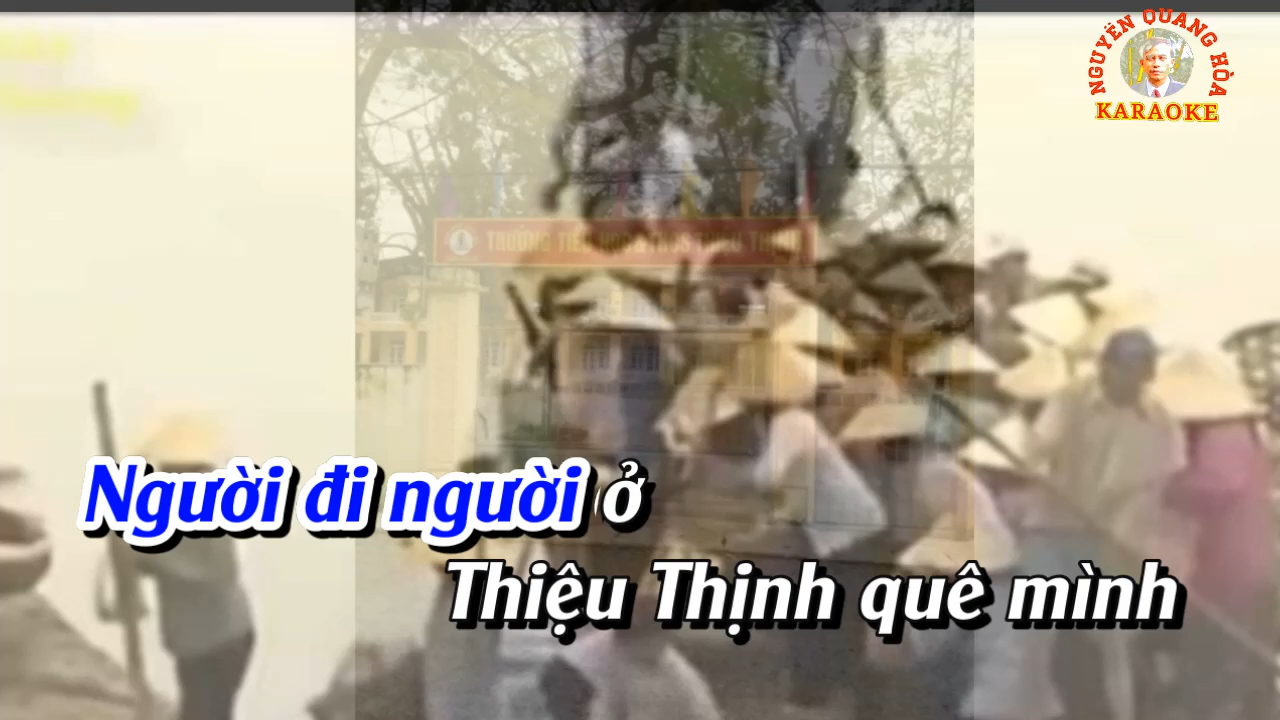 NGUYỄN QUANG HÒA
KARAOKE
Người đi người ở
Thiệu Thịnh quê mình